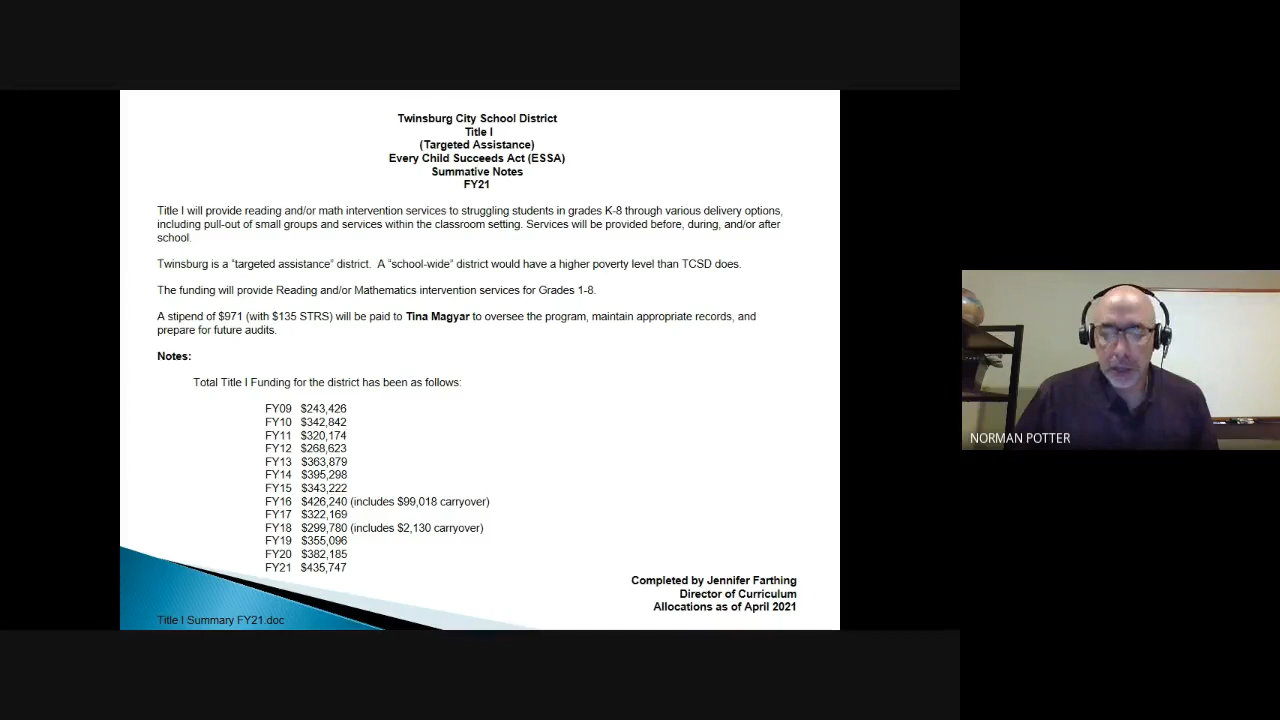 Twinsburg City School District
Title I
(Targeted Assistance)
Every Child Succeeds Act (ESSA)
Summative Notes
FY21
Title I will provide reading and/or math intervention services to struggling students in grades K-8 through various delivery options,
including pull-out of small groups and services within the classroom setting. Services will be provided before, during, and/or after
school.
Twinsburg is a “targeted assistance” district.  A “school-wide” district would have a higher poverty level than TCSD does.
The funding will provide Reading and/or Mathematics intervention services for Grades 1-8.
A stipend of $971 (with $135 STRS) will be paid to Tina Magyar to oversee the program, maintain appropriate records, and
prepare for future audits.
Notes:
Total Title I Funding for the district has been as follows:
FY09 $243,426
FY10 $342,842
FY11 $320,174
FY12 $268,623
FY13 $363,879
FY14 $395,298
FY15 $343,222
FY16 $426,240 (includes $99,018 carryover)
FY17 $322,169
FY18 $299,780 (includes $2,130 carryover)
FY19 $355,096
FY20 $382,185
FY21 $435,747
Completed by Jennifer Farthing
Director of Curriculum
Allocations as of April 2021
Title I Summary FY21.doc
NORMAN POTTER